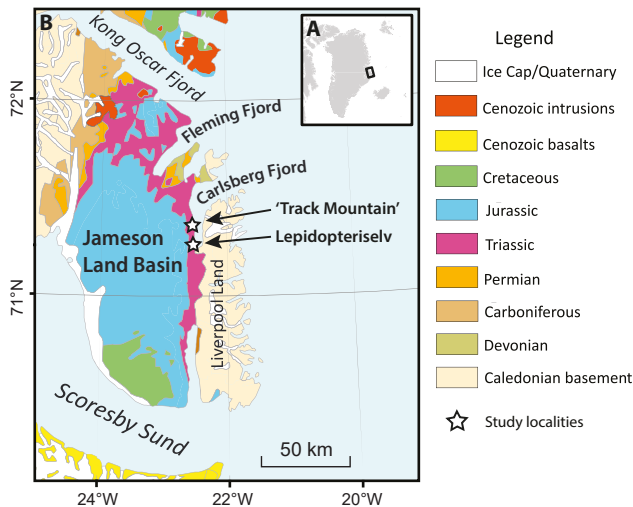 B
A
Kong Oscar Fjord
72°N
Fleming Fjord
Carlsberg Fjord
'Track Mountain'
Lepidopteriselv
Jameson
Land Basin
Liverpool Land
71°N
Scoresby Sund
50 km
24°W
22°W
20°W
Legend
Ice Cap/Quaternary
Cenozoic intrusions
Cenozoic basalts
Cretaceous
Jurassic
Triassic
Permian
Carboniferous
Devonian
Caledonian basement
Study localities